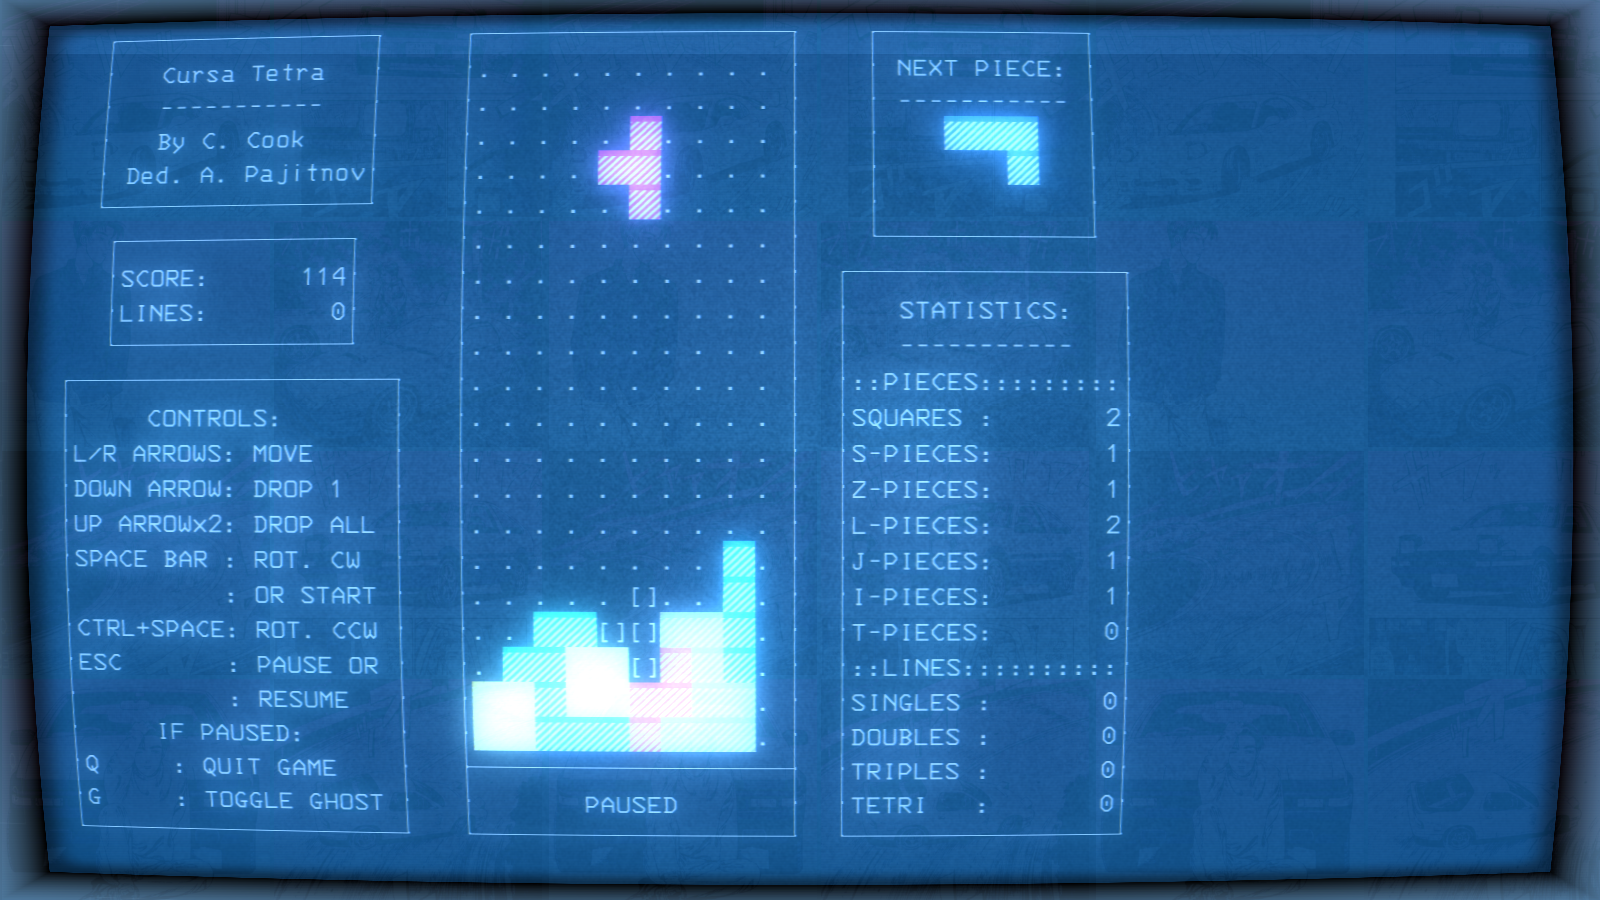 Cursa Tetra
-----------
By C. Cook
Ded. A. Pajitnov
SCORE: 114
LINES: 0
CONTROLS:
L/R ARROWS: MOVE
DOWN ARROW: DROP 1
UP ARROWx2: DROP ALL
SPACE BAR : ROT. CW
: OR START
CTRL+SPACE: ROT. CCW
ESC : PAUSE OR
: RESUME
IF PAUSED:
Q : QUIT GAME
G : TOGGLE GHOST
[]
[][]
[]
PAUSED
NEXT PIECE:
-----------
STATISTICS:
-----------
::PIECES:::::::::
SQUARES : 2
S-PIECES: 1
Z-PIECES: 1
L-PIECES: 2
J-PIECES: 1
I-PIECES: 1
T-PIECES: 0
::LINES::::::::::
SINGLES : 0
DOUBLES : 0
TRIPLES : 0
TETRI : 0